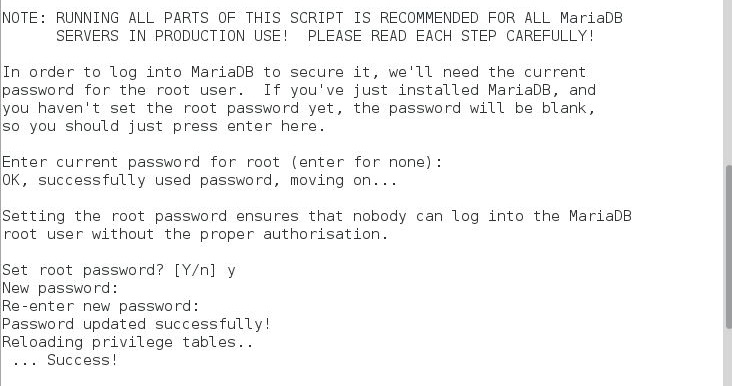 NOTE: RUNNING ALL PARTS OF THIS SCRIPT IS RECOMMENDED FOR ALL MariaDB
      SERVERS IN PRODUCTION USE!  PLEASE READ EACH STEP CAREFULLY!

In order to log into MariaDB to secure it, we'll need the current
password for the root user.  If you've just installed MariaDB, and
you haven't set the root password yet, the password will be blank,
so you should just press enter here.

Enter current password for root (enter for none):
OK, successfully used password, moving on...

Setting the root password ensures that nobody can log into the MariaDB
root user without the proper authorisation.

Set root password? [Y/n] y
New password:
Re-enter new password:
Password updated successfully!
Reloading privilege tables..
 ... Success!